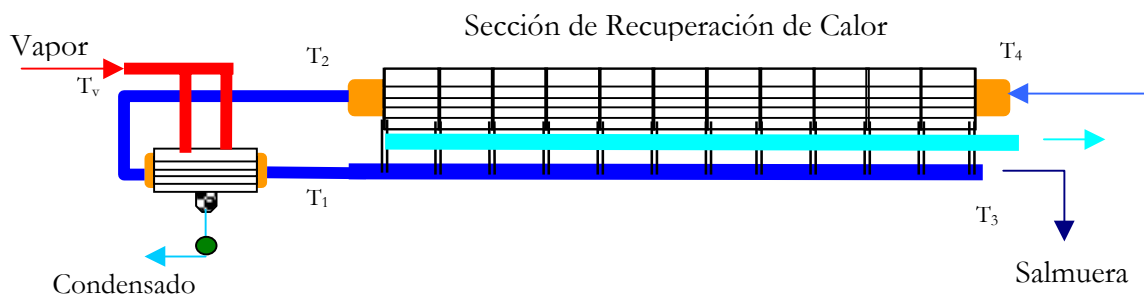 Sección de Recuperación de Calor
Vapor
Tv
T2
T4
T1
T3
Condensado
Salmuera